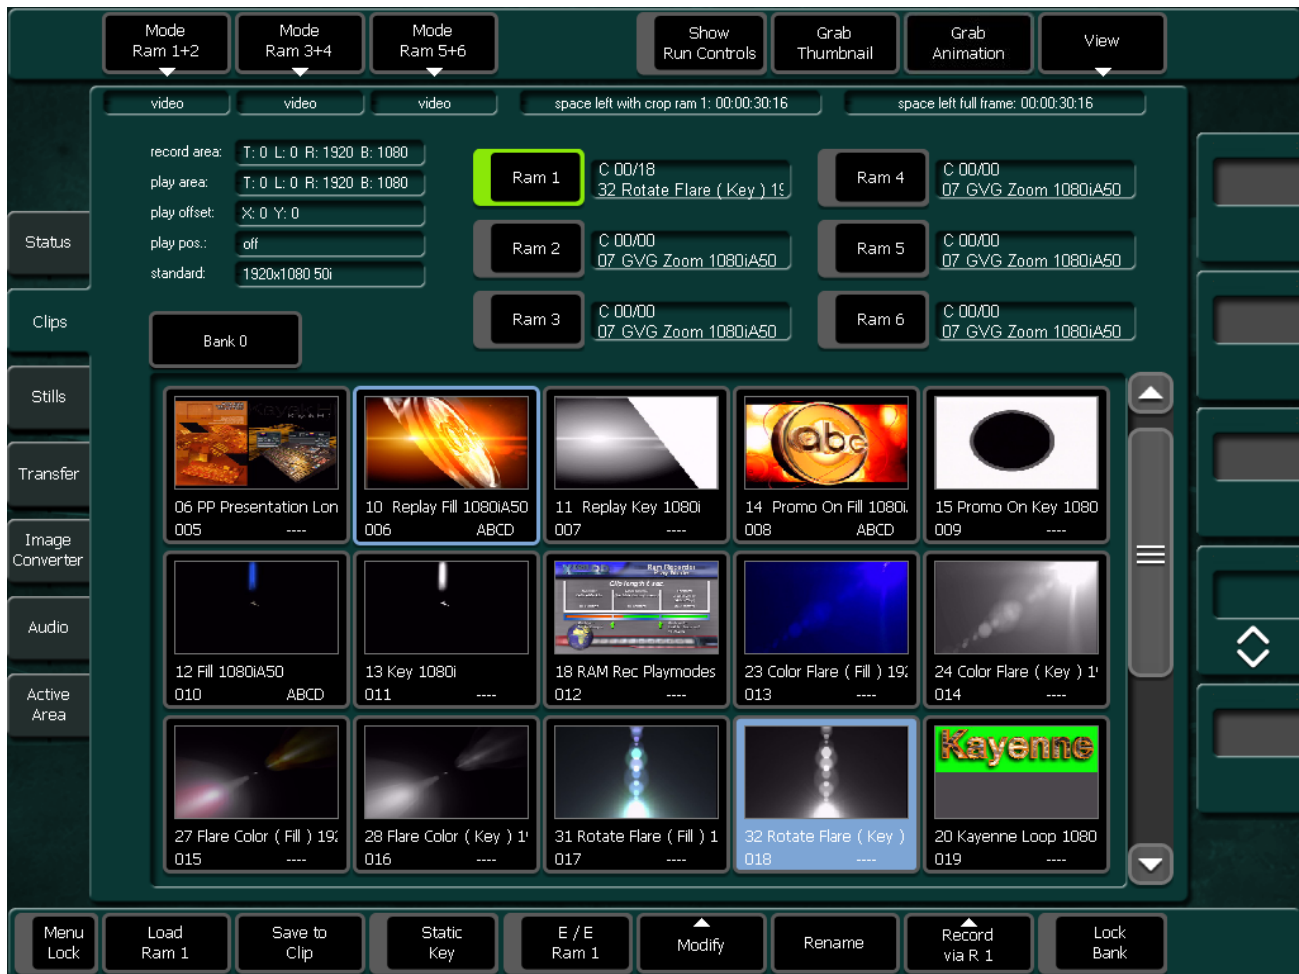 Mode
Ram 1+2
Mode
Ram 3+4
Mode
Ram 5+6
Show
Run Controls
Grab
Thumbnail
Grab
Animation
View
video
video
video
space left with crop ram 1: 00:00:30:16
space left full frame: 00:00:30:16
record area: T: 0 L: 0 R: 1920 B: 1080
play area: T: 0 L: 0 R: 1920 B: 1080
play offset: X: 0 Y: 0
play pos.: off
standard: 1920x1080 50i
Ram 1
C 00/18
32 Rotate Flare ( Key ) 19
Ram 2
C 00/00
07 GVG Zoom 1080iA50
Ram 3
C 00/00
07 GVG Zoom 1080iA50
Ram 4
C 00/00
07 GVG Zoom 1080iA50
Ram 5
C 00/00
07 GVG Zoom 1080iA50
Ram 6
C 00/00
07 GVG Zoom 1080iA50
Status
Clips
Stills
Transfer
Image
Converter
Audio
Active
Area
Bank 0
06 PP Presentation Lon
005 ----
10 Replay Fill 1080iA50
006 ABCD
11 Replay Key 1080i
007 ----
abc
14 Promo On Fill 1080i
008 ABCD
15 Promo On Key 1080
009 ----
12 Fill 1080iA50
010 ABCD
13 Key 1080i
011 ----
Ram Recorder
Clip length 6 sec
18 RAM Rec Playmodes
012 ----
23 Color Flare ( Fill ) 192
013 ----
24 Color Flare ( Key ) 1
014 ----
27 Flare Color ( Fill ) 192
015 ----
28 Flare Color ( Key ) 1
016 ----
31 Rotate Flare ( Fill ) 1
017 ----
32 Rotate Flare ( Key )
018 ----
Kayenne
20 Kayenne Loop 1080
019 ----
Menu
Lock
Load
Ram 1
Save to
Clip
Static
Key
E / E
Ram 1
Modify
Rename
Record
via R 1
Lock
Bank